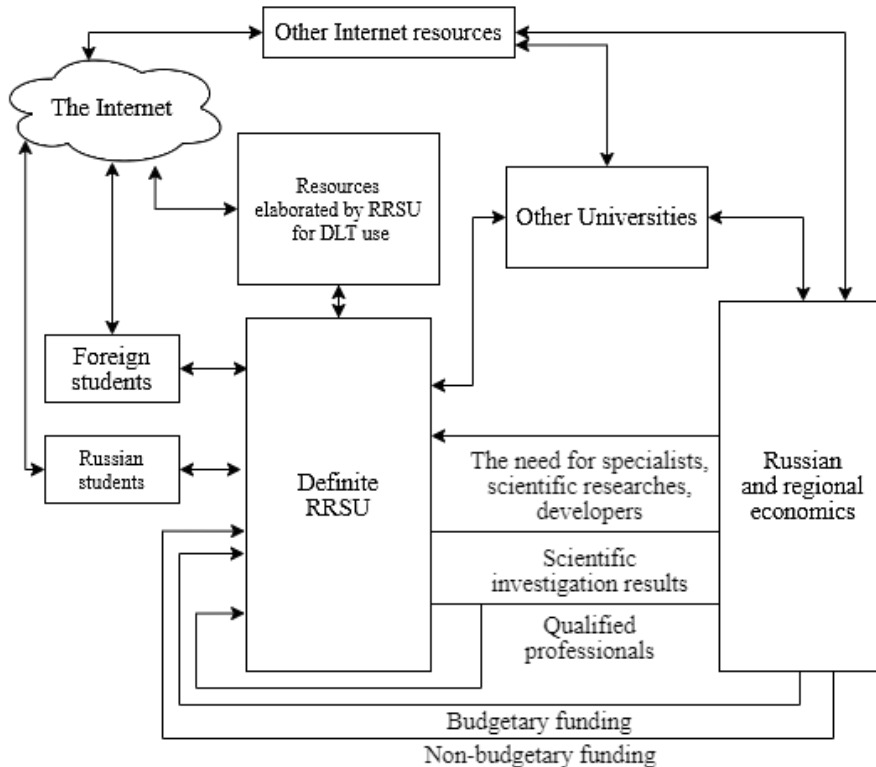 Other Internet resources
The Internet
Resources
elaborated by RRSU
for DLT use
Other Universities
Foreign
students
Russian
students
Definite
RRSU
The need for specialists,
scientific researches,
developers
Russian
and regional
economics
Scientific
investigation results
Qualified
professionals
Budgetary funding
Non-budgetary funding